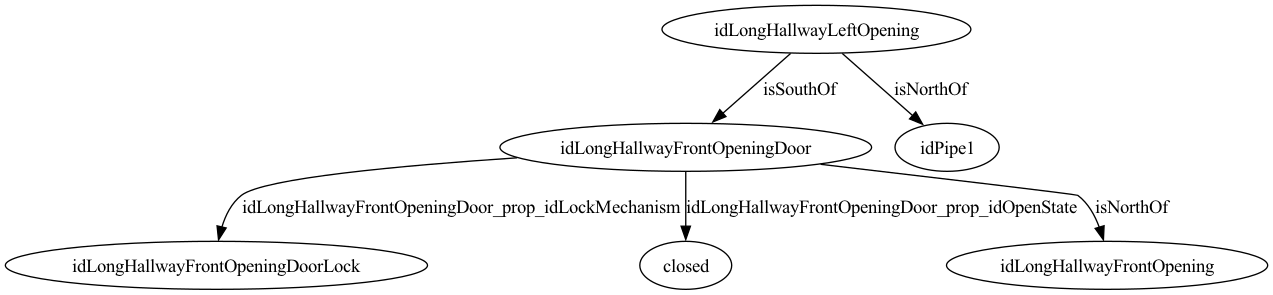 idLongHallwayLeftOpening
isSouthOf
isNorthOf
idLongHallwayFrontOpeningDoor
idPipe1
idLongHallwayFrontOpeningDoor_prop_idLockMechanism
idLongHallwayFrontOpeningDoor_prop_idOpenState
isNorthOf
idLongHallwayFrontOpeningDoorLock
closed
idLongHallwayFrontOpening